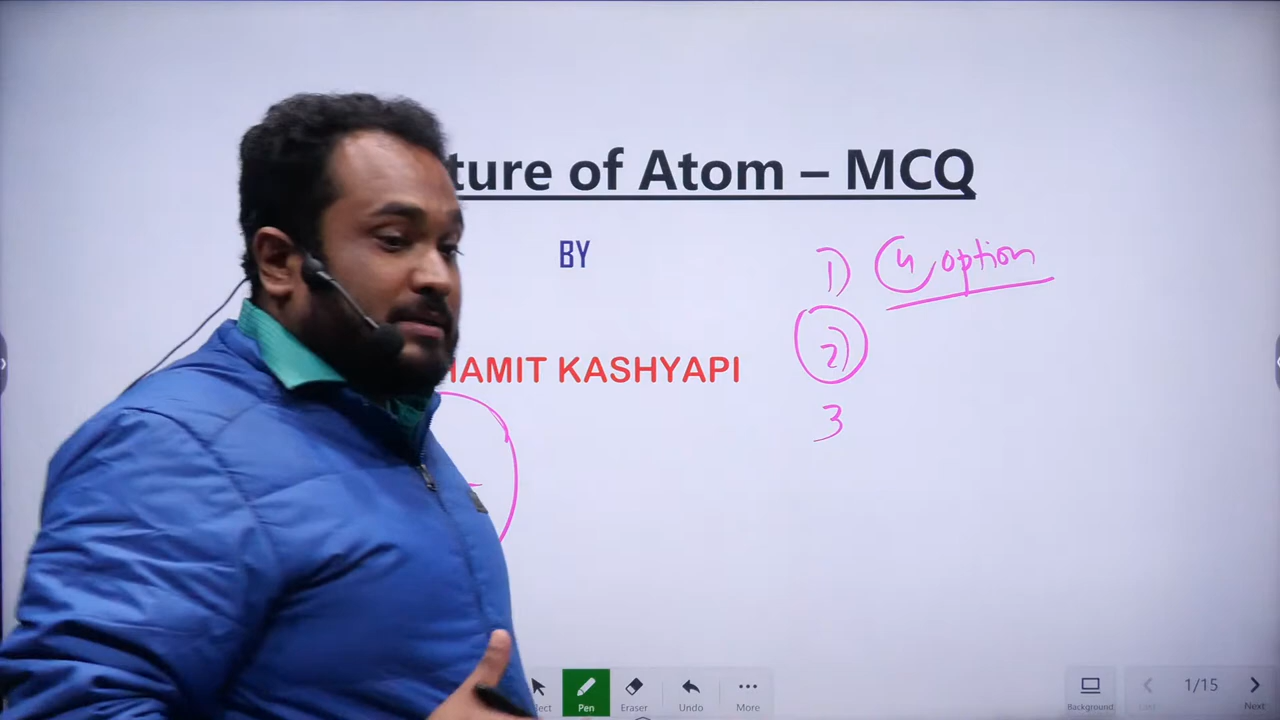 ture of Atom – MCQ
BY
1) 4 option
2)
HAMIT KASHYAPI
3
ect
Pen
Eraser
Undo
More
Background
1/15
Next